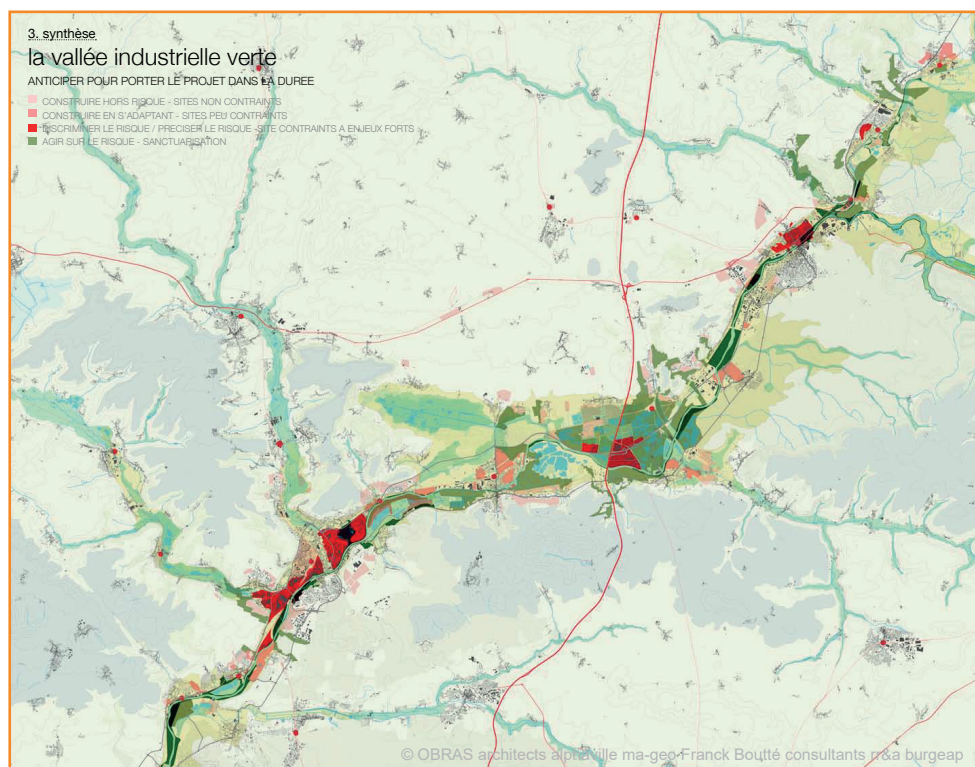 3. synthèse
la vallée industrielle verte
ANTICIPER POUR PORTER LE PROJET DANS LA DUREE
CONSTRUIRE HORS RISQUE - SITES NON CONTRAINTS
CONSTRUIRE EN S'ADAPTANT - SITES PEU CONTRAINTS
DISCRIMINER LE RISQUE / PRECISER LE RISQUE -SITE CONTRAINTS A ENJEUX FORTS
AGIR SUR LE RISQUE - SANCTUARISATION
© OBRAS architects alphaville ma-geo Franck Boutté consultants rr&a burgeap